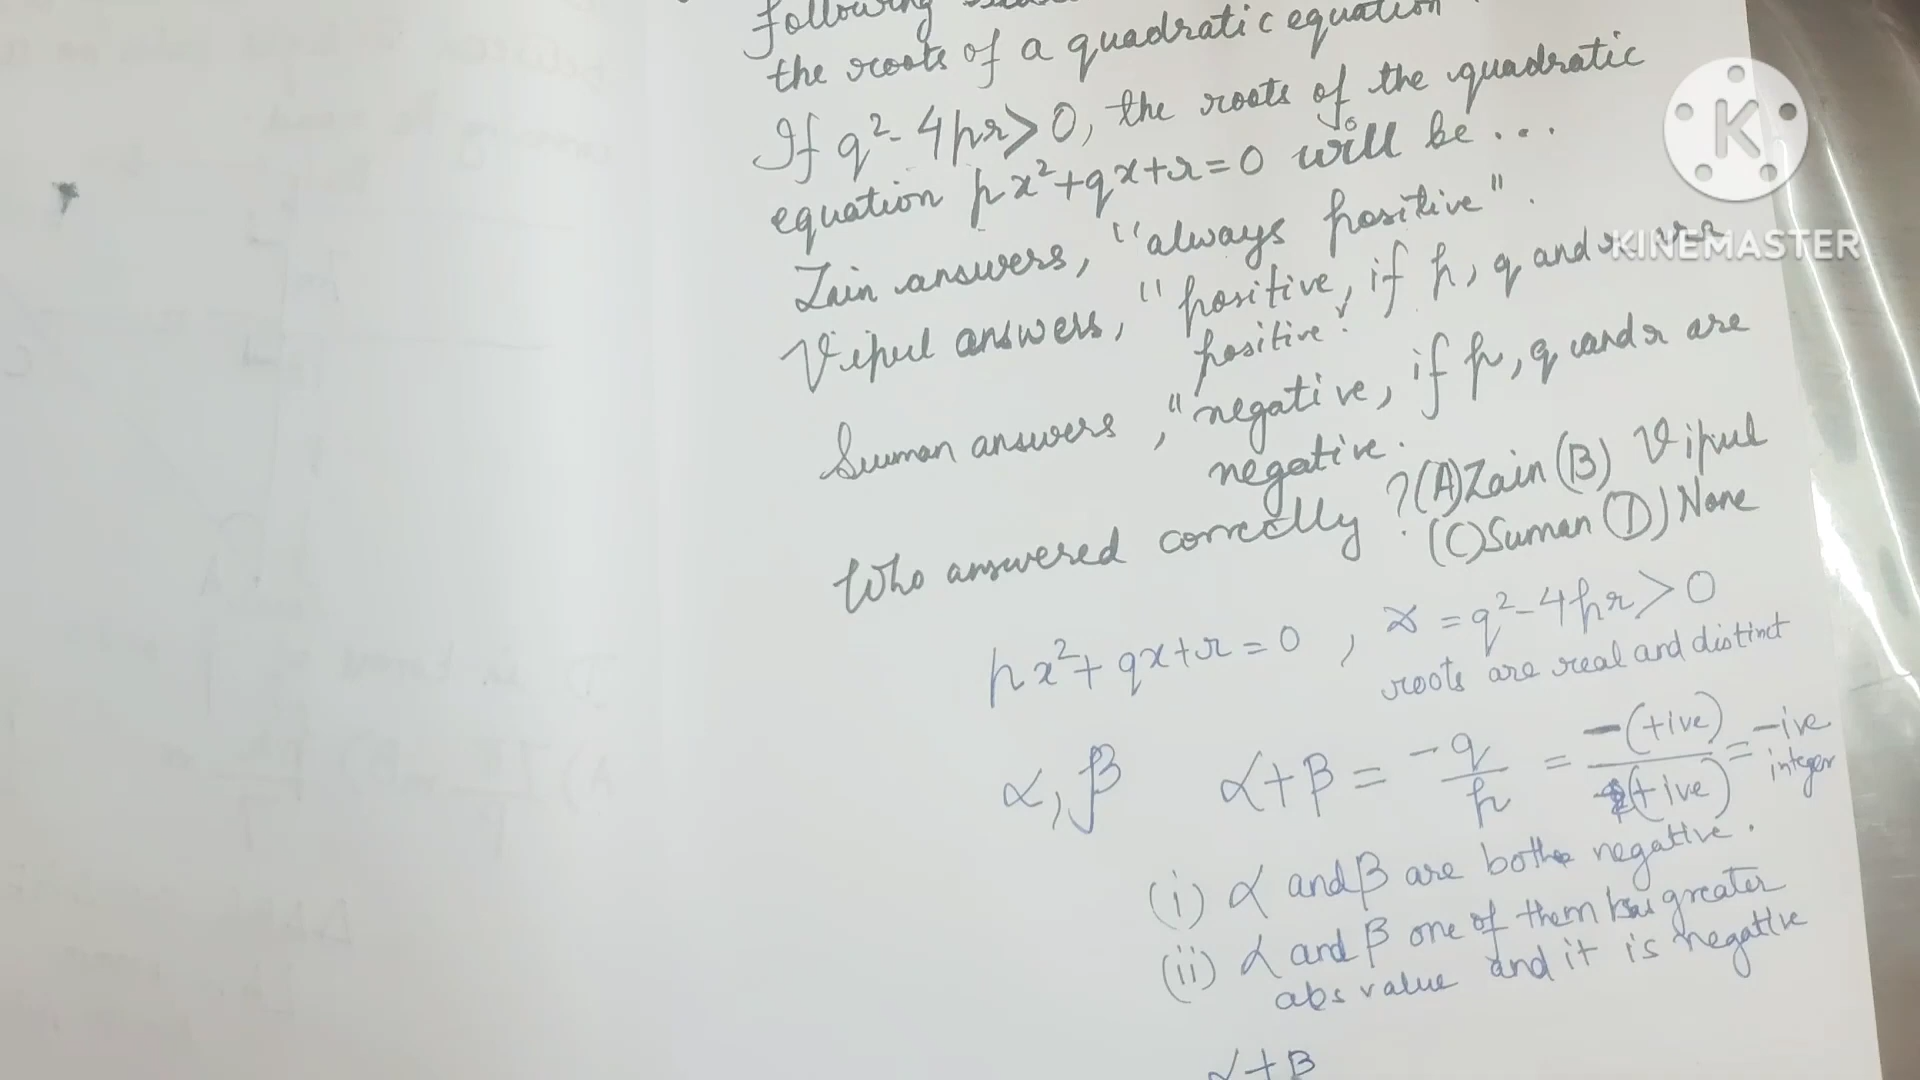 following
the roots of a quadratic equation
If q²-4pr>0, the roots of the quadratic
equation px²+qx+r=0 will be...
Zain answers, "always positive".
Vipul answers, "positive, if p, q and r are
positive".
Suman answers, "negative, if p, q and r are
negative.
Who answered correctly? (A) Zain (B) Vipul
(C) Suman (D) None
px²+qx+r=0, α=q²-4pr>0
roots are real and distinct
α, β α+β = -q/p = -(+ive)/(+ive) = -ive
integer
(i) α and β are both negative.
(ii) α and β one of them has greater
abs value and it is negative
α+β
K
KINEMASTER